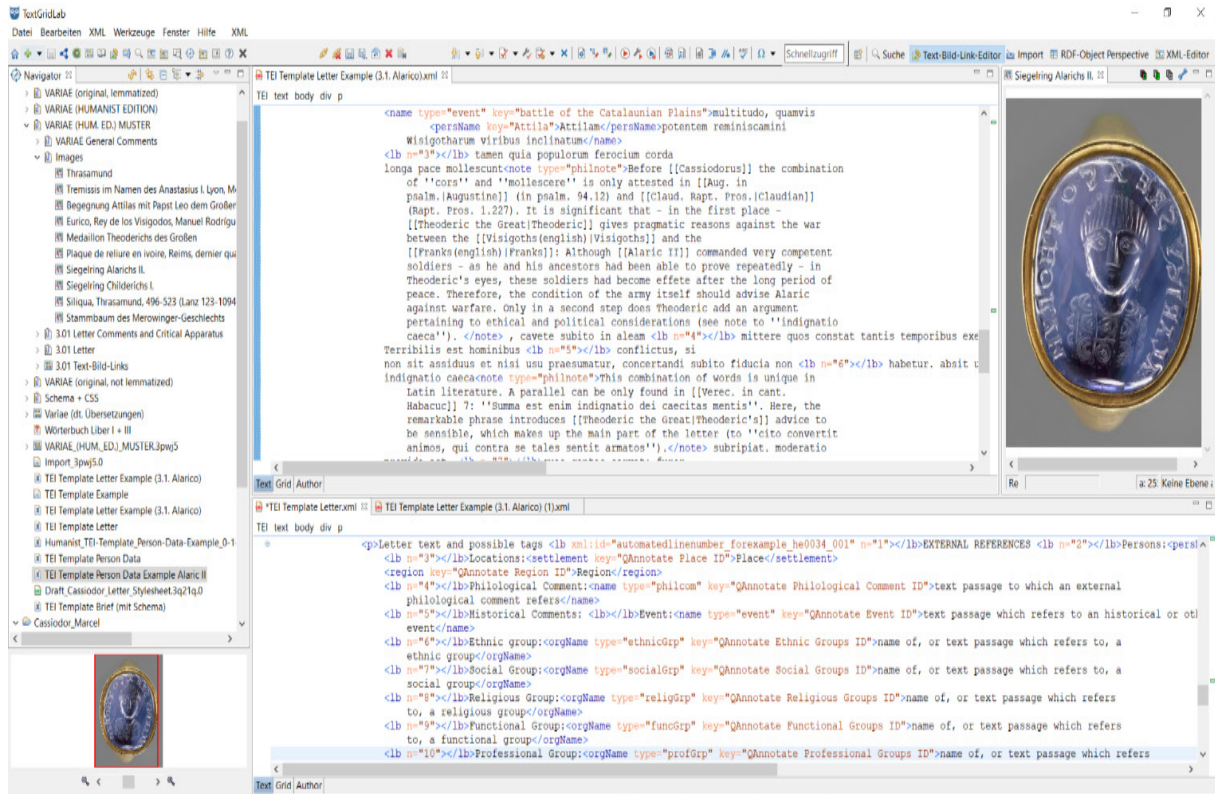 TextGridLab
Datei Bearbeiten XML Werkzeuge Fenster Hilfe XML
Schnellzugriff Suche Text-Bild-Link-Editor Import RDF-Object Perspective XML-Editor
Navigator
VARIAE (original, lemmatized)
VARIAE (HUMANIST EDITION)
VARIAE (HUM. ED.) MUSTER
VARIAE General Comments
Images
Thrasamund
Tremissis im Namen des Anastasius I. Lyon,
Begegnung Attilas mit Papst Leo dem Großer
Eurico, Rey de los Visigodos, Manuel Rodrígu
Medaillon Theoderichs des Großen
Plaque de reliure en ivoire, Reims, dernier qua
Siegelring Alarichs II.
Siegelring Childerichs I.
Siliqua, Thrasamund, 496-523 (Lanz 123-1094
Stammbaum des Merowinger-Geschlechts
3.01 Letter Comments and Critical Apparatus
3.01 Letter
3.01 Text-Bild-Links
VARIAE (original, not lemmatized)
Schema + CSS
Variae (dt. Übersetzungen)
Wörterbuch Liber I + III
VARIAE_(HUM._ED.)_MUSTER.3pwj5
Import_3pwj5.0
TEI Template Letter Example (3.1. Alarico)
TEI Template Example
TEI Template Letter Example (3.1. Alarico)
TEI Template Letter
Humanist_TEI-Template_Person-Data-Example_0-1-
TEI Template Person Data
TEI Template Person Data Example Alaric II
Draft_Cassiodor_Letter_Stylesheet.3q21q.0
TEI Template Brief (mit Schema)
Cassiodor_Marcel
TEI Template Letter Example (3.1. Alarico).xml
TEI text body div p
<name type="event" key="battle of the Catalaunian Plains">multitudo, quamvis
<persName key="Attila">Attilam</persName>potentem reminiscamini
Wisigotharum viribus inclinatum</name>
<lb n="3"></lb> tamen quia populorum ferocium corda
longa pace mollescunt<note type="philnote">Before [[Cassiodorus]] the combination
of ''cors'' and ''mollescere'' is only attested in [[Aug. in
psalm.|Augustine]] (in psalm. 94.12) and [[Claud. Rapt. Pros.|Claudian]]
(Rapt. Pros. 1.227). It is significant that - in the first place -
[[Theoderic the Great|Theoderic]] gives pragmatic reasons against the war
between the [[Visigoths(english)|Visigoths]] and the
[[Franks(english)|Franks]]: Although [[Alaric II]] commanded very competent
soldiers - as he and his ancestors had been able to prove repeatedly - in
Theoderic's eyes, these soldiers had become effete after the long period of
peace. Therefore, the condition of the army itself should advise Alaric
against warfare. Only in a second step does Theoderic add an argument
pertaining to ethical and political considerations (see note to ''indignatio
caeca''). </note> , cavete subito in aleam <lb n="4"></lb> mittere quos constat tantis temporibus exe
Terribilis est hominibus <lb n="5"></lb> conflictus, si
non sit assiduus et nisi usu praesumatur, concertandi subito fiducia non <lb n="6"></lb> habetur. absit u
indignatio caeca<note type="philnote">This combination of words is unique in
Latin literature. A parallel can be only found in [[Verec. in cant.
Habacuc]] 7: ''Summa est enim indignatio dei caecitas mentis''. Here, the
remarkable phrase introduces [[Theoderic the Great|Theoderic's]] advice to
be sensible, which makes up the main part of the letter (to ''cito convertit
animos, qui contra se tales sentit armatos'').</note> subripiat. moderatio
Text Grid Author
Siegelring Alarichs II.
Re a: 25: Keine Ebene
*TEI Template Letter.xml TEI Template Letter Example (3.1. Alarico) (1).xml
TEI text body div p
<p>Letter text and possible tags <lb xml:id="automatedlinenumber_forexample_he0034_001" n="1"></lb>EXTERNAL REFERENCES <lb n="2"></lb>Persons:<persl
<lb n="3"></lb>Locations:<settlement key="QAnnotate Place ID">Place</settlement>
<region key="QAnnotate Region ID">Region</region>
<lb n="4"></lb>Philological Comment:<name type="philcom" key="QAnnotate Philological Comment ID">text passage to which an external
philological comment refers</name>
<lb n="5"></lb>Historical Comments: <lb></lb>Event:<name type="event" key="QAnnotate Event ID">text passage which refers to an historical or otl
event</name>
<lb n="6"></lb>Ethnic group:<orgName type="ethnicGrp" key="QAnnotate Ethnic Groups ID">name of, or text passage which refers to, a
ethnic group</orgName>
<lb n="7"></lb>Social Group:<orgName type="socialGrp" key="QAnnotate Social Groups ID">name of, or text passage which refers to, a
social group</orgName>
<lb n="8"></lb>Religious Group:<orgName type="religGrp" key="QAnnotate Religious Groups ID">name of, or text passage which refers
to, a religious group</orgName>
<lb n="9"></lb>Functional Group:<orgName type="funcGrp" key="QAnnotate Functional Groups ID">name of, or text passage which refers
to, a functional group</orgName>
<lb n="10"></lb>Professional Group:<orgName type="profGrp" key="QAnnotate Professional Groups ID">name of, or text passage which refers
Text Grid Author